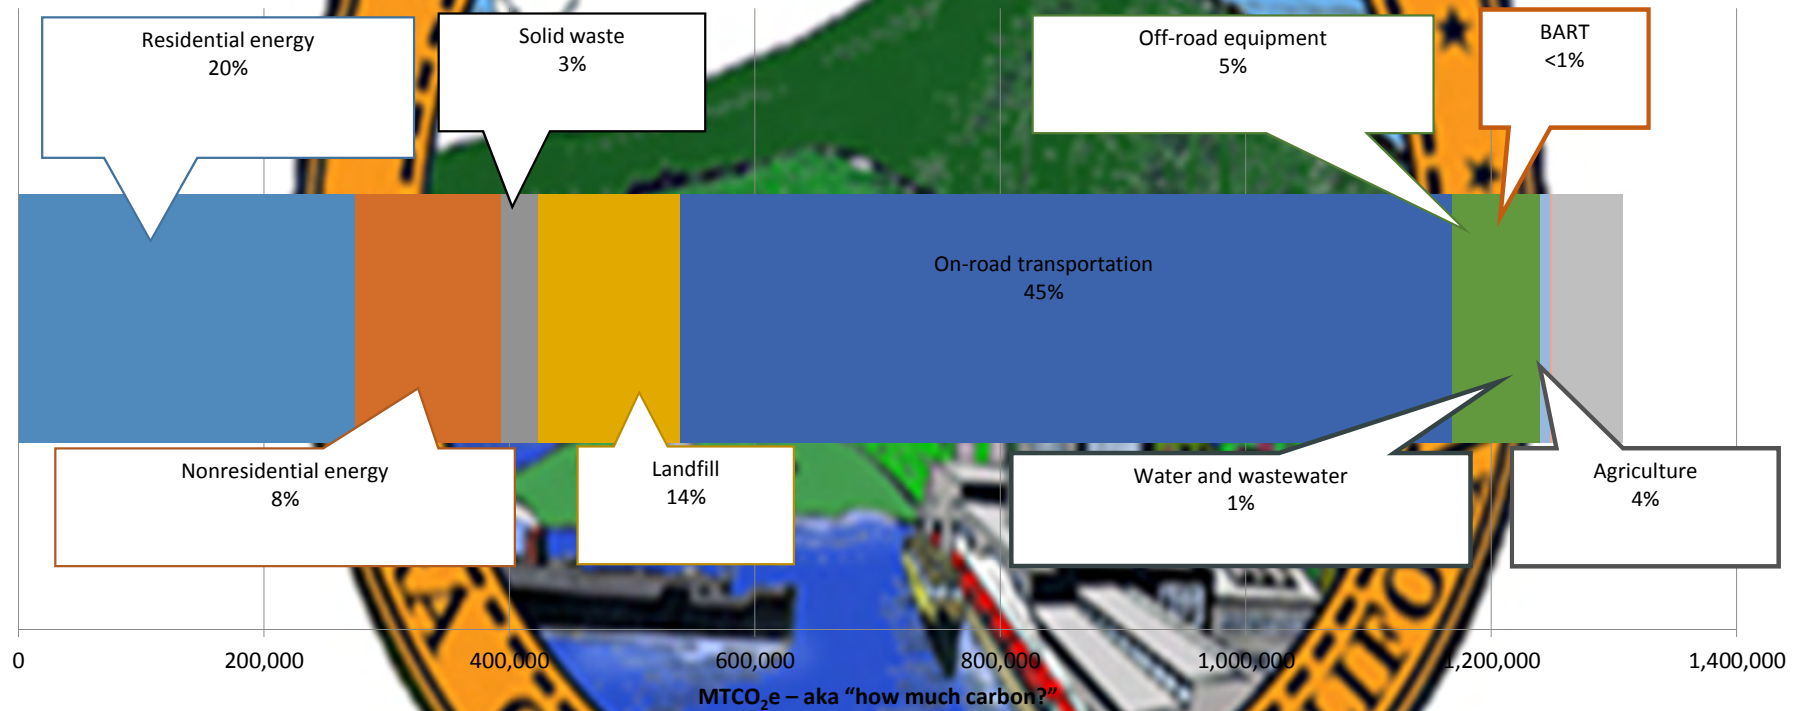 Residential energy
20%
Solid waste
3%
Off-road equipment
5%
BART
<1%
On-road transportation
45%
Nonresidential energy
8%
Landfill
14%
Water and wastewater
1%
Agriculture
4%
0 200,000 400,000 600,000 800,000 1,000,000 1,200,000 1,400,000
MTCO₂e – aka “how much carbon?”
LIFO